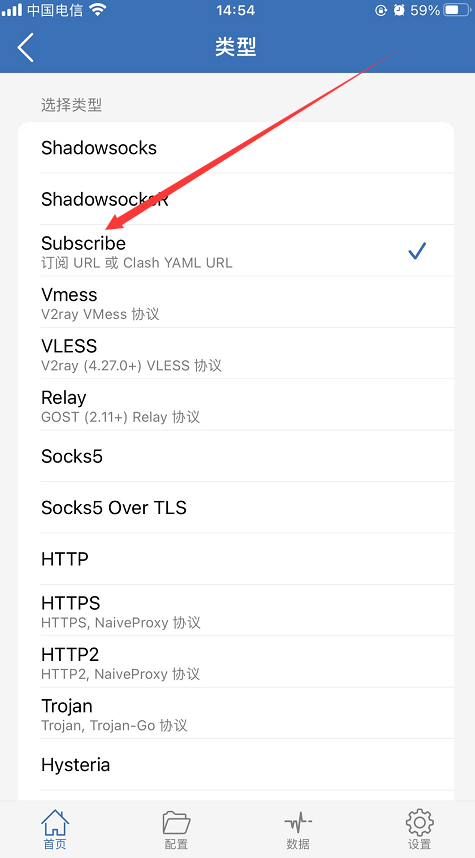 中国电信 14:54 59%
类型
选择类型
Shadowsocks
ShadowsocksR
Subscribe
订阅 URL 或 Clash YAML URL
Vmess
V2ray VMess 协议
VLESS
V2ray (4.27.0+) VLESS 协议
Relay
GOST (2.11+) Relay 协议
Socks5
Socks5 Over TLS
HTTP
HTTPS
HTTPS, NaiveProxy 协议
HTTP2
HTTP2, NaiveProxy 协议
Trojan
Trojan, Trojan-Go 协议
Hysteria
首页 配置 数据 设置